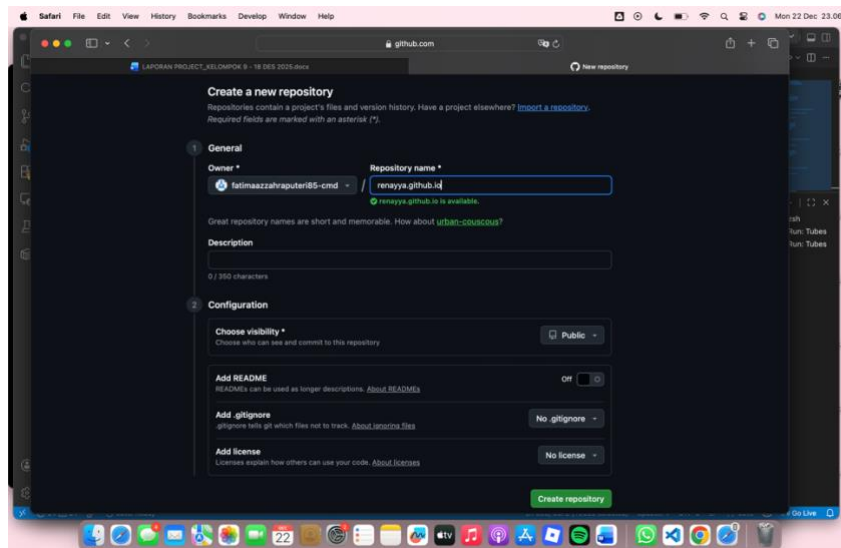 Safari File Edit View History Bookmarks Develop Window Help Mon 22 Dec 23.06
github.com
LAPORAN PROJECT_KELOMPOK 9 – 18 DES 2025.docx
New repository
Create a new repository
Repositories contain a project's files and version history. Have a project elsewhere? Import a repository.
Required fields are marked with an asterisk (*).
1 General
Owner * Repository name *
fatimaazzahraputeri85-cmd / renayya.github.io
renayya.github.io is available.
Great repository names are short and memorable. How about urban-couscous?
Description
0 / 350 characters
2 Configuration
Choose visibility * Public
Choose who can see and commit to this repository
Add README Off
READMEs can be used as longer descriptions. About READMEs
Add .gitignore No .gitignore
.gitignore tells git which files not to track. About ignoring files
Add license No license
Licenses explain how others can use your code. About licenses
Create repository
Run: Tubes
Run: Tubes
Go Live
DEC
22
tv